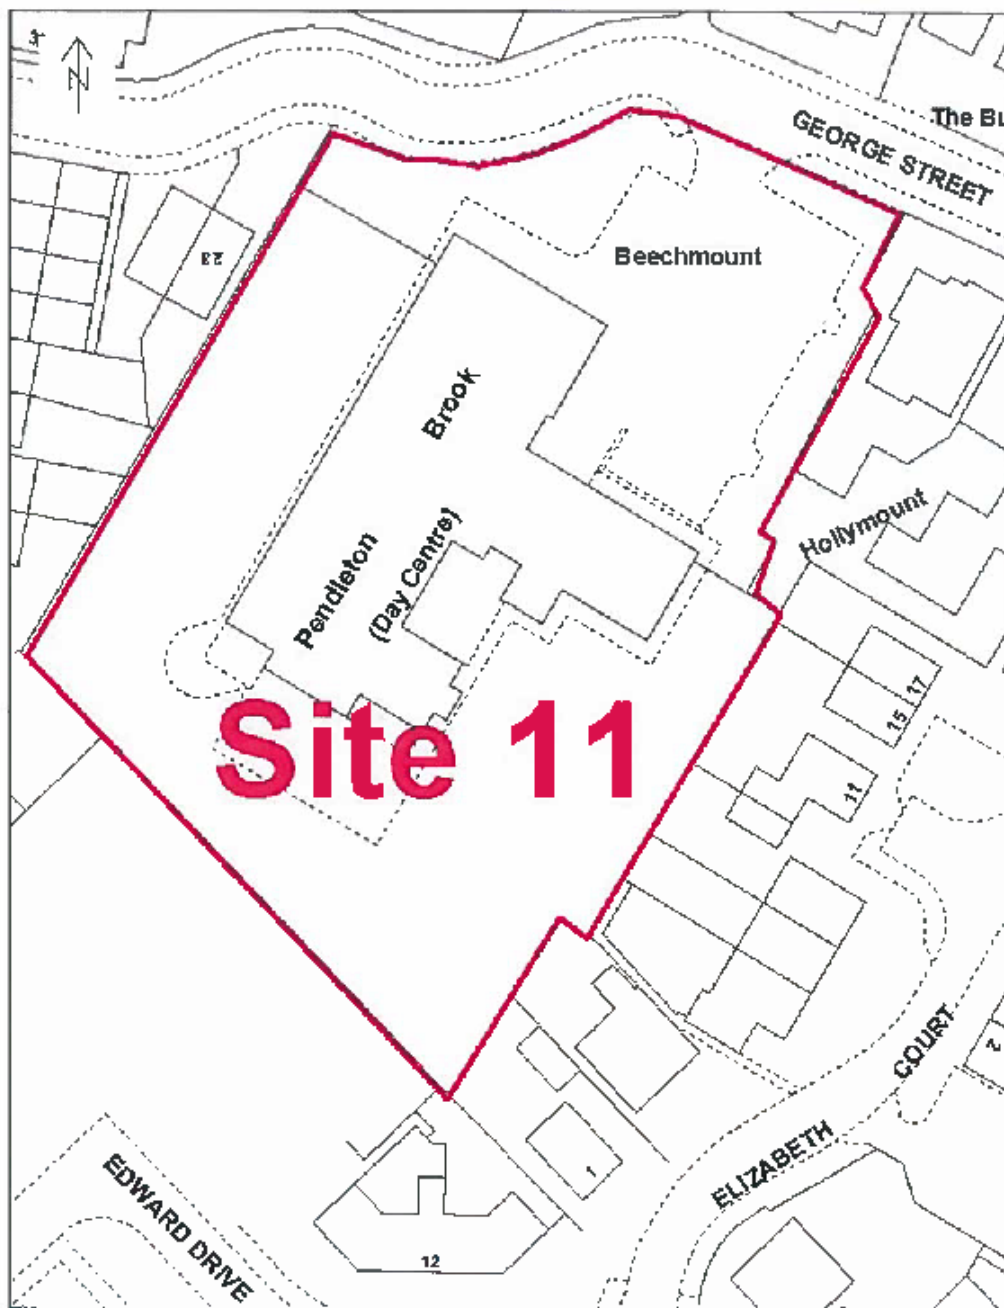 N
The Bu
GEORGE STREET
23
Beechmount
Brook
Pendleton
(Day Centre)
Hollymount
Site 11
17
15
11
COURT
2
ELIZABETH
1
EDWARD DRIVE
12